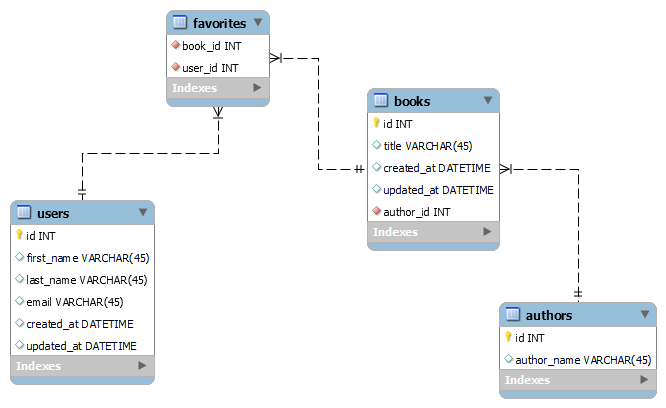 favorites
book_id INT
user_id INT
Indexes
books
id INT
title VARCHAR(45)
created_at DATETIME
updated_at DATETIME
author_id INT
Indexes
users
id INT
first_name VARCHAR(45)
last_name VARCHAR(45)
email VARCHAR(45)
created_at DATETIME
updated_at DATETIME
Indexes
authors
id INT
author_name VARCHAR(45)
Indexes